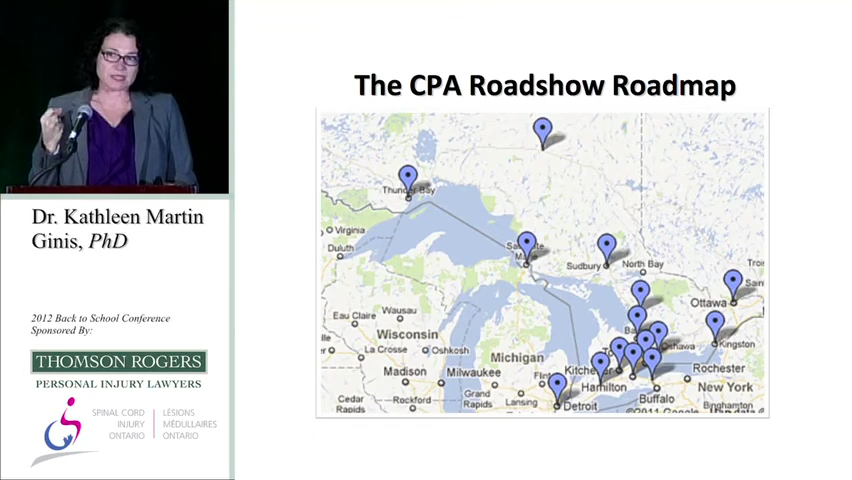 The CPA Roadshow Roadmap
Dr. Kathleen Martin
Ginis, PhD
2012 Back to School Conference
Sponsored By:
THOMSON ROGERS
PERSONAL INJURY LAWYERS
SPINAL CORD
INJURY
ONTARIO
LÉSIONS
MÉDULLAIRES
ONTARIO
Thunder Bay
Virginia
Duluth
Sudbury
North Bay
Ottawa
Eau Claire
Wausau
Wisconsin
La Crosse
Oshkosh
Michigan
Kingston
Madison
Milwaukee
Rochester
Hamilton
New York
Cedar
Rapids
Rockford
Grand
Rapids
Lansing
Detroit
Buffalo
Binghamton